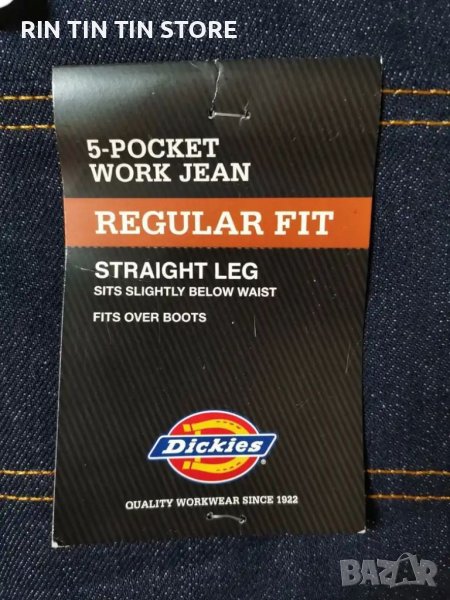 RIN TIN TIN STORE
5-POCKET
WORK JEAN
REGULAR FIT
STRAIGHT LEG
SITS SLIGHTLY BELOW WAIST
FITS OVER BOOTS
Dickies®
QUALITY WORKWEAR SINCE 1922
BAZAR